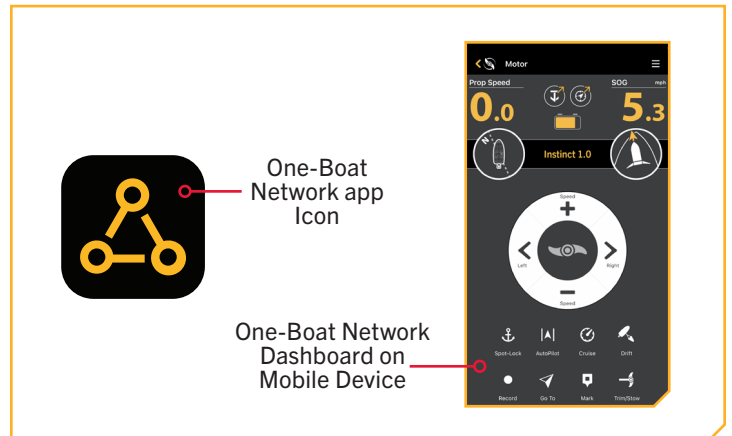 One-Boat
Network app
Icon
One-Boat Network
Dashboard on
Mobile Device
Motor
Prop Speed
SOG mph
0.0
5.3
N
Instinct 1.0
Speed
Left
Right
Speed
Spot-Lock AutoPilot Cruise Drift
Record Go To Mark Trim/Stow